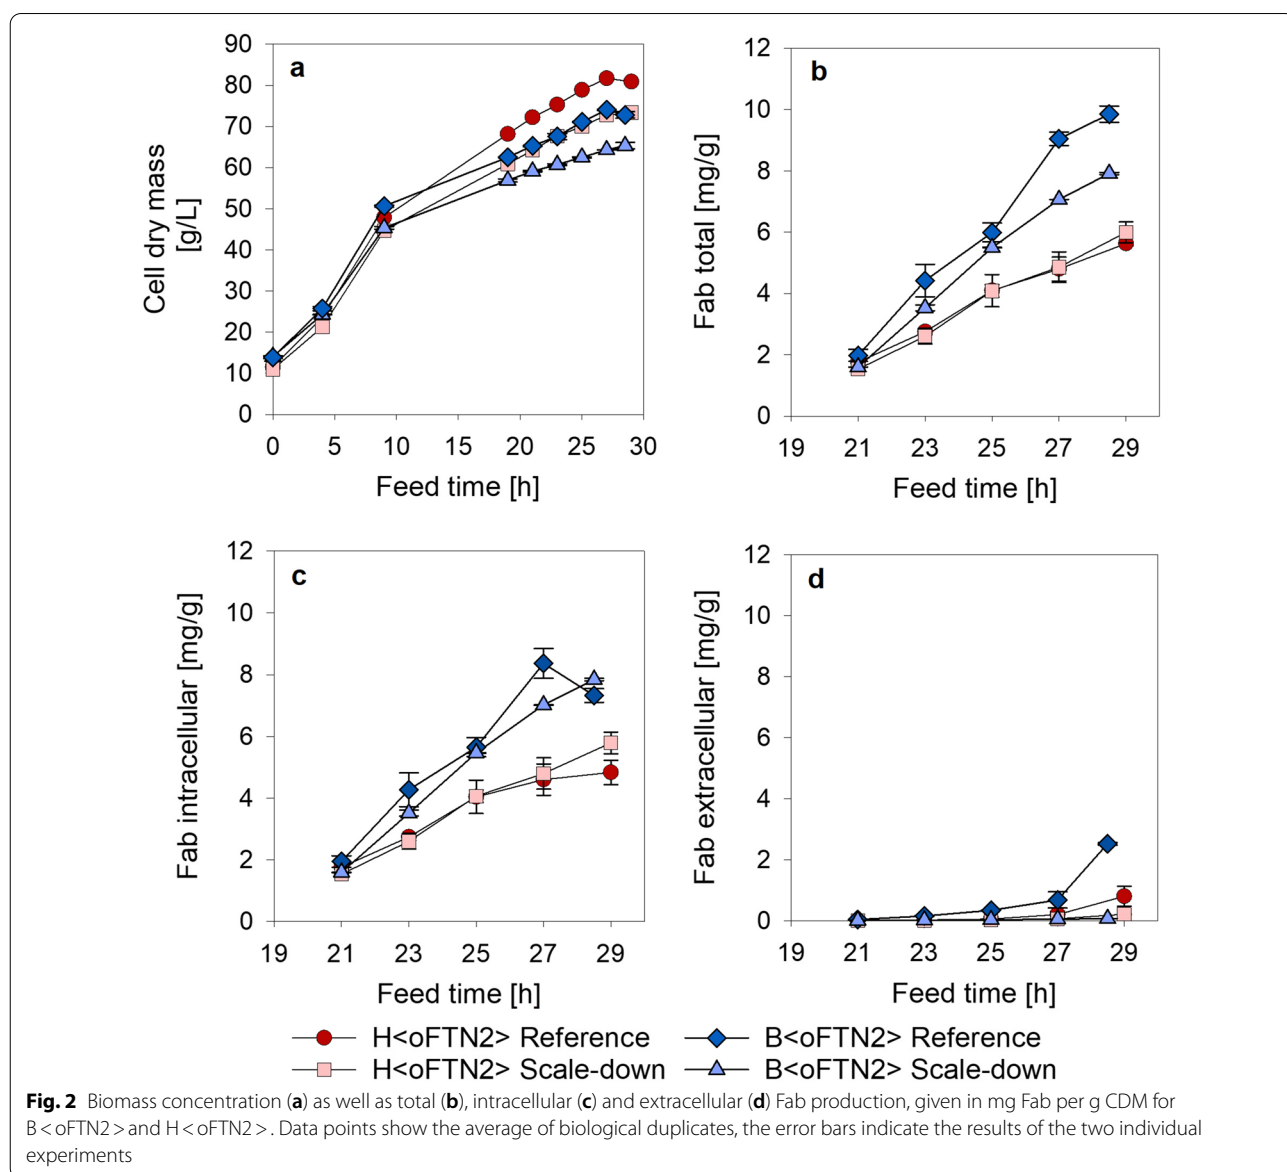 a
90
80
70
60
50
40
30
20
10
0
Cell dry mass
[g/L]
0 5 10 15 20 25 30
Feed time [h]
b
12
10
8
6
4
2
0
Fab total [mg/g]
19 21 23 25 27 29
Feed time [h]
c
12
10
8
6
4
2
0
Fab intracellular [mg/g]
19 21 23 25 27 29
Feed time [h]
d
12
10
8
6
4
2
0
Fab extracellular [mg/g]
19 21 23 25 27 29
Feed time [h]
H<oFTN2> Reference
B<oFTN2> Reference
H<oFTN2> Scale-down
B<oFTN2> Scale-down
Fig. 2 Biomass concentration (a) as well as total (b), intracellular (c) and extracellular (d) Fab production, given in mg Fab per g CDM for
B < oFTN2 > and H < oFTN2 > . Data points show the average of biological duplicates, the error bars indicate the results of the two individual
experiments